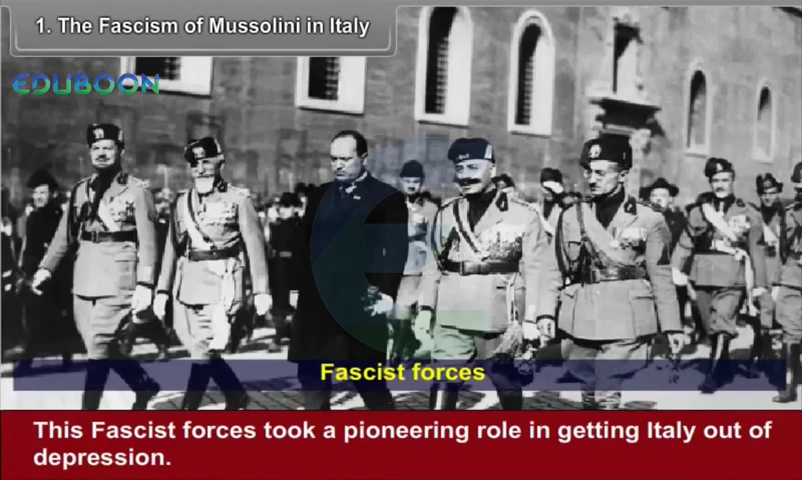 1. The Fascism of Mussolini in Italy
EDUBOON
Fascist forces
This Fascist forces took a pioneering role in getting Italy out of
depression.